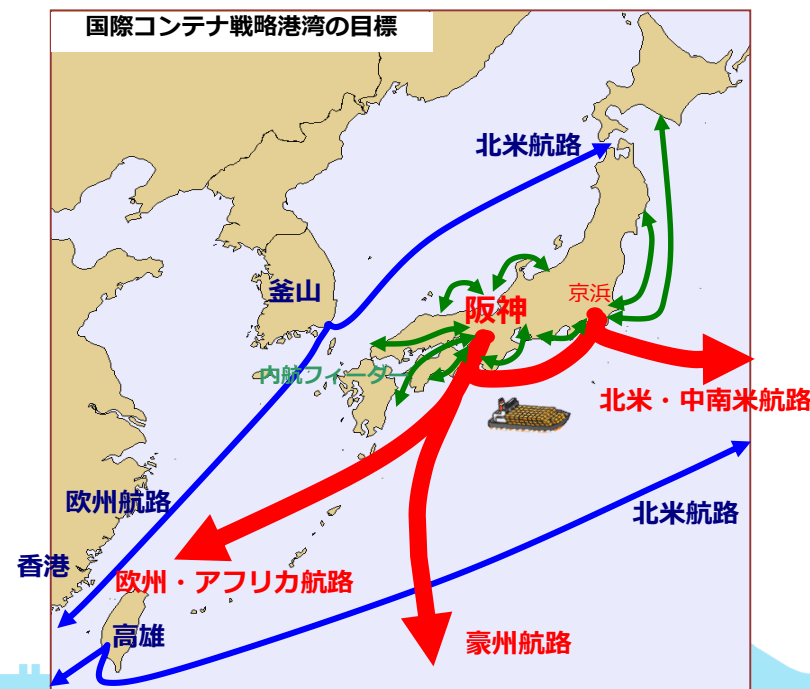 国際コンテナ戦略港湾の目標
北米航路
釜山
阪神
京浜
内航フィーダー
北米・中南米航路
欧州航路
北米航路
香港
欧州・アフリカ航路
高雄
豪州航路